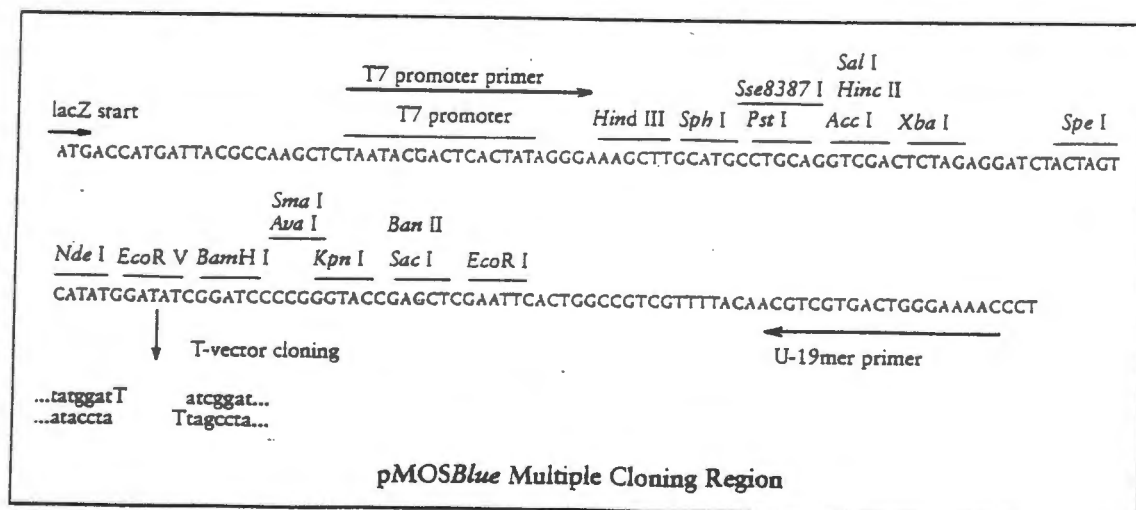 T7 promoter primer
Sal I
Sse8387 I Hinc II
lacZ start
T7 promoter Hind III Sph I Pst I Acc I Xba I Spe I
ATGACCATGATTACGCCAAGCTCTAATACGACTCACTATAGGGAAAGCTTGCATGCCTGCAGGTCGACTCTAGAGGATCTACTAGT
Sma I
Ava I Ban II
Nde I EcoR V BamH I Kpn I Sac I EcoR I
CATATGGATATCGGATCCCCGGGTACCGAGCTCGAATTCACTGGCCGTCGTTTTACAACGTCGTGACTGGGAAAACCCT
T-vector cloning
U-19mer primer
...tatggatT atcggat...
...ataccta Ttagccta...
pMOSBlue Multiple Cloning Region